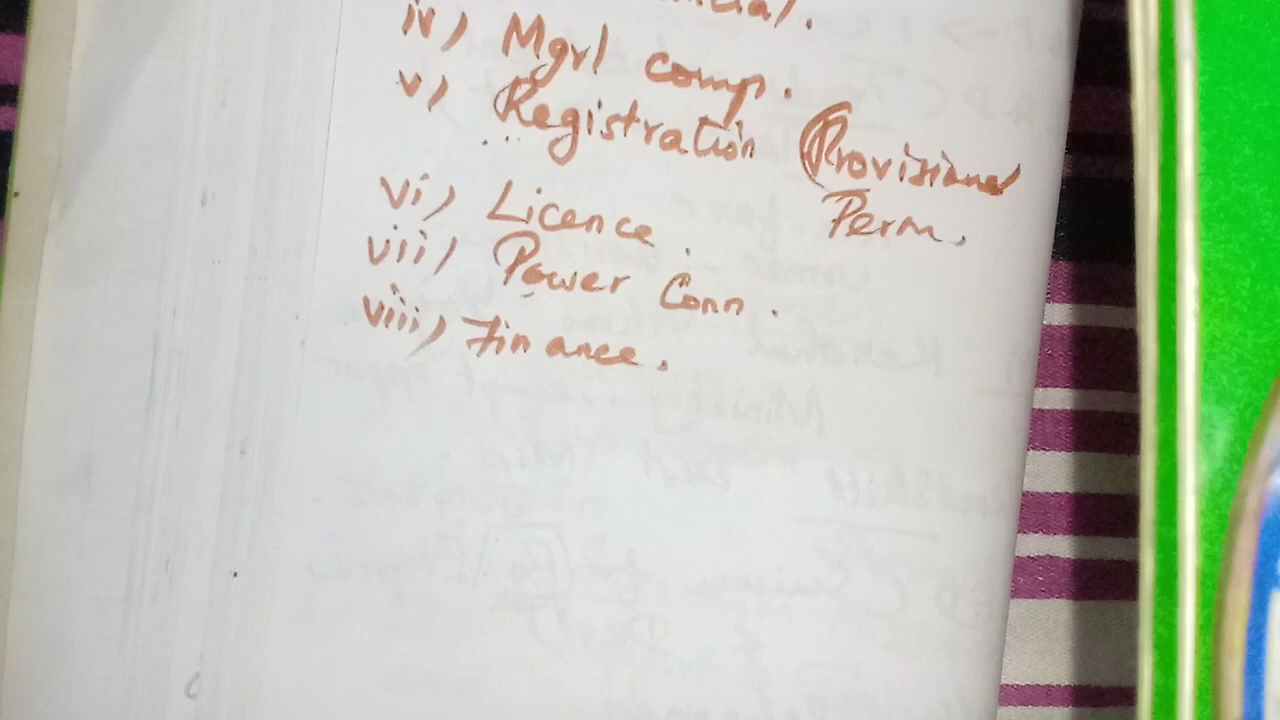 iv) Mgrl comp.
v) Registration (Provisional
Perm.
vi) Licence.
vii) Power Conn.
viii) Finance.